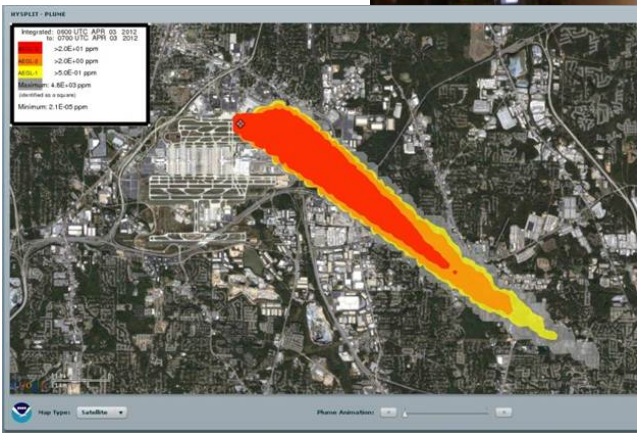 HYSPLIT - PLUME
Integrated: 0600 UTC APR 03 2012
to: 0700 UTC APR 03 2012
>2.0E+01 ppm
AEGL-2 >2.0E+00 ppm
AEGL-1 >5.0E-01 ppm
Maximum: 4.6E+03 ppm
(identified as a square)
Minimum: 2.1E-05 ppm
Map Type: Satellite
Plume Animation: